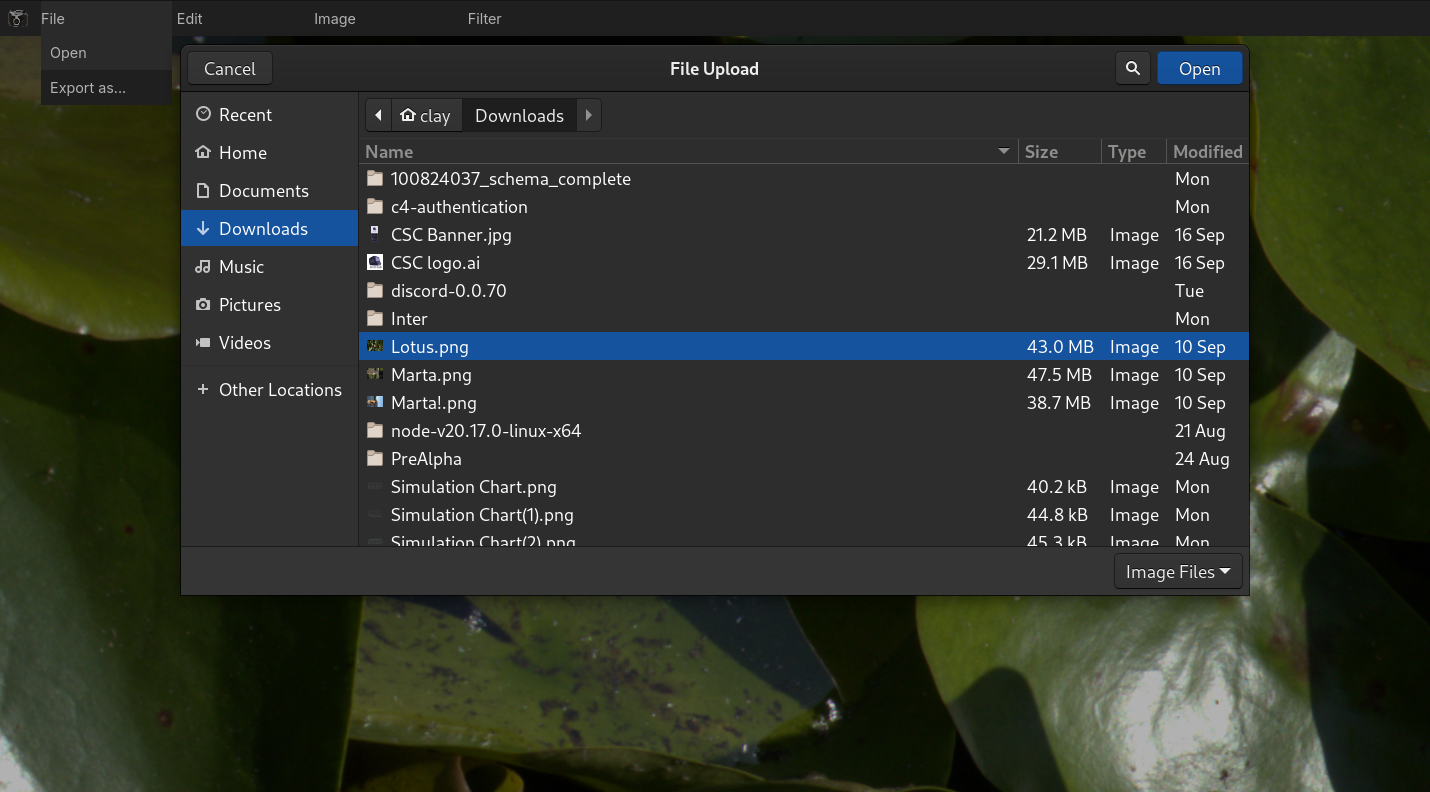 File Edit Image Filter
Open
Export as...
Cancel File Upload Open
Recent
Home
Documents
Downloads
Music
Pictures
Videos
Other Locations
clay Downloads
Name Size Type Modified
100824037_schema_complete Mon
c4-authentication Mon
CSC Banner.jpg 21.2 MB Image 16 Sep
CSC logo.ai 29.1 MB Image 16 Sep
discord-0.0.70 Tue
Inter Mon
Lotus.png 43.0 MB Image 10 Sep
Marta.png 47.5 MB Image 10 Sep
Marta!.png 38.7 MB Image 10 Sep
node-v20.17.0-linux-x64 21 Aug
PreAlpha 24 Aug
Simulation Chart.png 40.2 kB Image Mon
Simulation Chart(1).png 44.8 kB Image Mon
Simulation Chart(2).png 45.3 kB Image Mon
Image Files